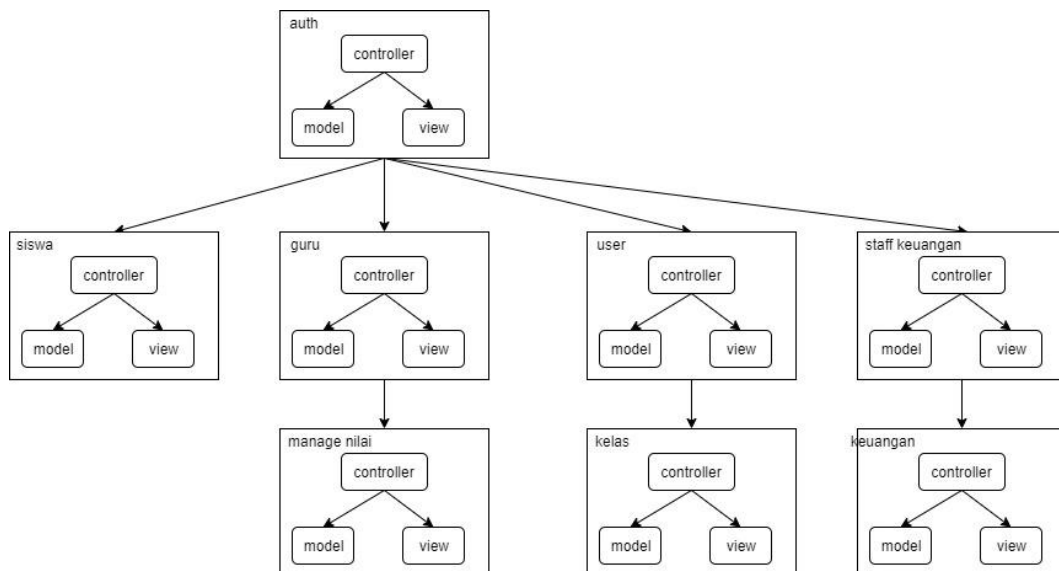 auth
controller
model
view
siswa
controller
model
view
guru
controller
model
view
user
controller
model
view
staff keuangan
controller
model
view
manage nilai
controller
model
view
kelas
controller
model
view
keuangan
controller
model
view